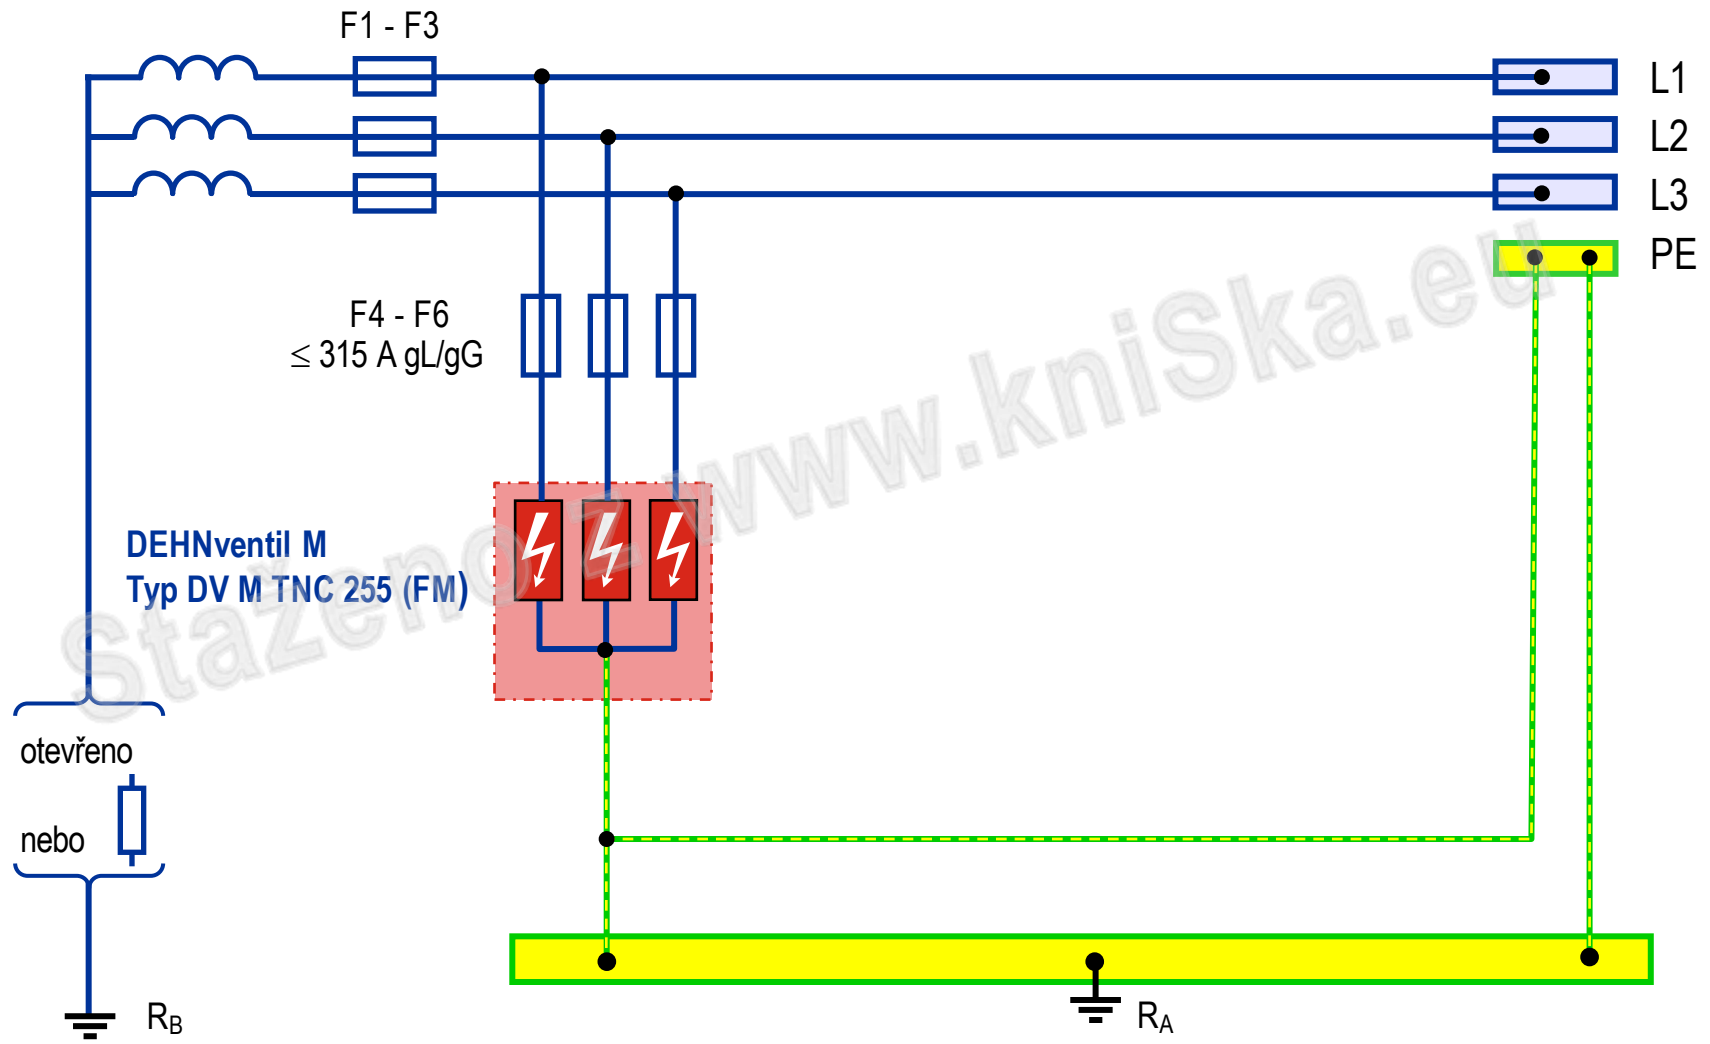 F1 - F3
L1
L2
L3
PE
F4 - F6
≤ 315 A gL/gG
DEHNventil M
Typ DV M TNC 255 (FM)
Staženo z www.kniSka.eu
otevřeno
nebo
RB
RA